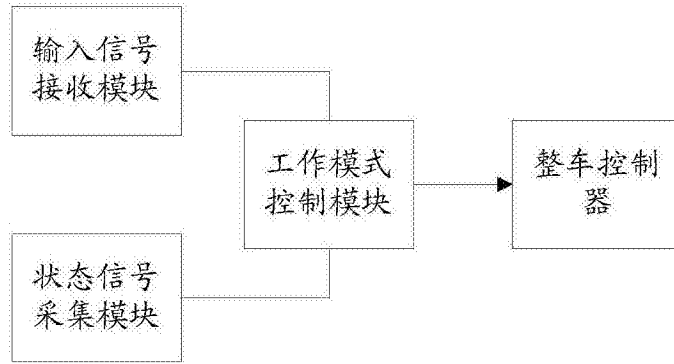 输入信号
接收模块
工作模式
控制模块
整车控制
器
状态信号
采集模块